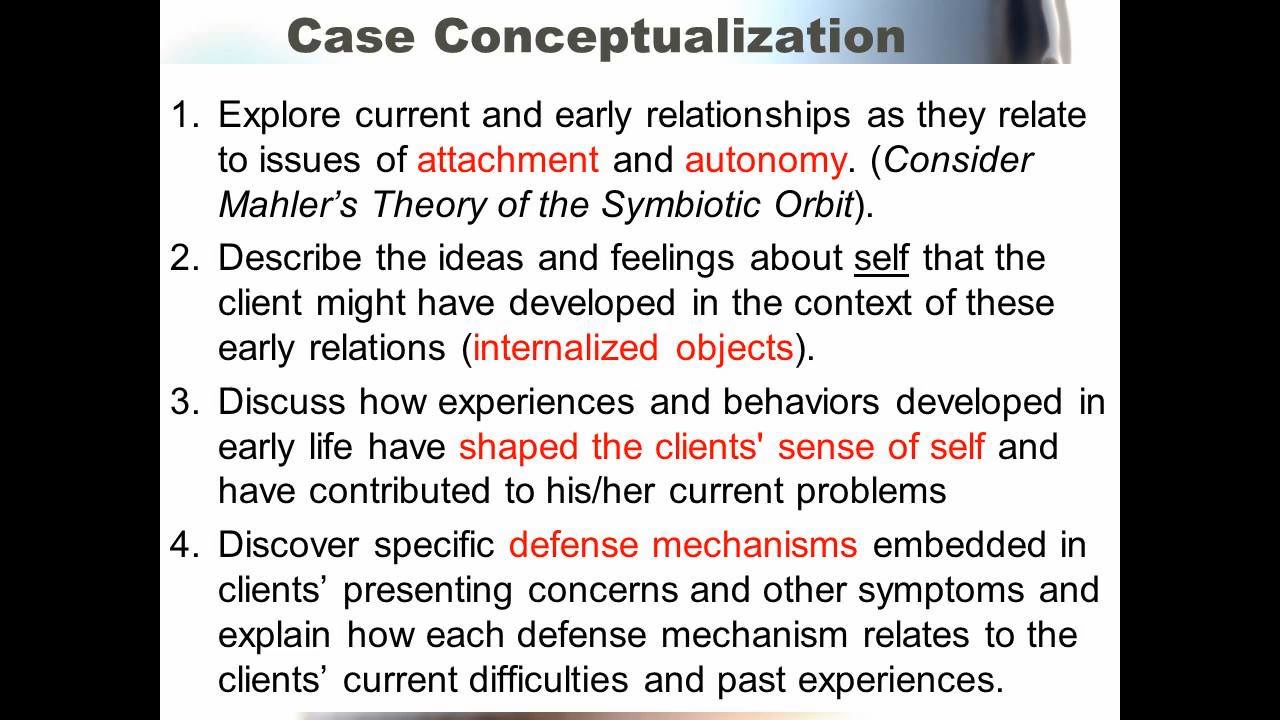 Case Conceptualization
1. Explore current and early relationships as they relate
to issues of attachment and autonomy. (Consider
Mahler’s Theory of the Symbiotic Orbit).
2. Describe the ideas and feelings about self that the
client might have developed in the context of these
early relations (internalized objects).
3. Discuss how experiences and behaviors developed in
early life have shaped the clients' sense of self and
have contributed to his/her current problems
4. Discover specific defense mechanisms embedded in
clients’ presenting concerns and other symptoms and
explain how each defense mechanism relates to the
clients’ current difficulties and past experiences.